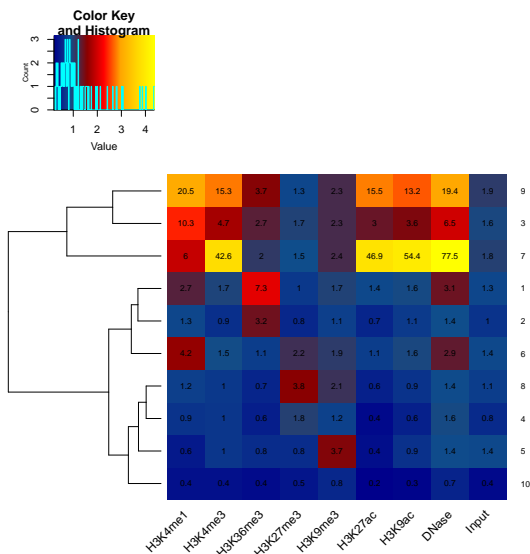 Color Key
and Histogram
Count
0 1 2 3
1 2 3 4
Value
20.5 15.3 3.7 1.3 2.3 15.5 13.2 19.4 1.9 9
10.3 4.7 2.7 1.7 2.3 3 3.6 6.5 1.6 3
6 42.6 2 1.5 2.4 46.9 54.4 77.5 1.8 7
2.7 1.7 7.3 1 1.7 1.4 1.6 3.1 1.3 1
1.3 0.9 3.2 0.8 1.1 0.7 1.1 1.4 1 2
4.2 1.5 1.1 2.2 1.9 1.1 1.6 2.9 1.4 6
1.2 1 0.7 3.8 2.1 0.6 0.9 1.4 1.1 8
0.9 1 0.6 1.8 1.2 0.4 0.6 1.6 0.8 4
0.6 1 0.8 0.8 3.7 0.4 0.9 1.4 1.4 5
0.4 0.4 0.4 0.5 0.8 0.7 0.4 10
H3K4me1 H3K4me3 H3K36me3 H3K27me3 H3K9me3 H3K27ac H3K9ac DNase Input